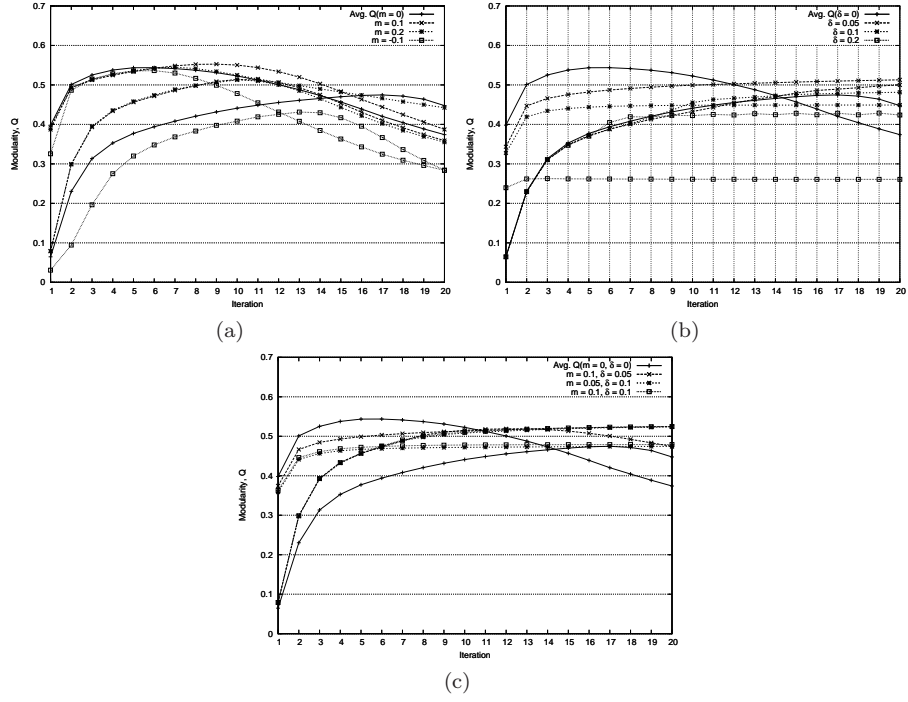 0.7
0.6
0.5
0.4
0.3
0.2
0.1
0
Modularity, Q
Avg. Q(m = 0)
m = 0.1
m = 0.2
m = -0.1
1 2 3 4 5 6 7 8 9 10 11 12 13 14 15 16 17 18 19 20
Iteration
(a)
0.7
0.6
0.5
0.4
0.3
0.2
0.1
0
Modularity, Q
Avg. Q(δ = 0)
δ = 0.05
δ = 0.1
δ = 0.2
1 2 3 4 5 6 7 8 9 10 11 12 13 14 15 16 17 18 19 20
Iteration
(b)
0.7
0.6
0.5
0.4
0.3
0.2
0.1
0
Modularity, Q
Avg. Q(m = 0, δ = 0)
m = 0.1, δ = 0.05
m = 0.05, δ = 0.1
m = 0.1, δ = 0.1
1 2 3 4 5 6 7 8 9 10 11 12 13 14 15 16 17 18 19 20
Iteration
(c)